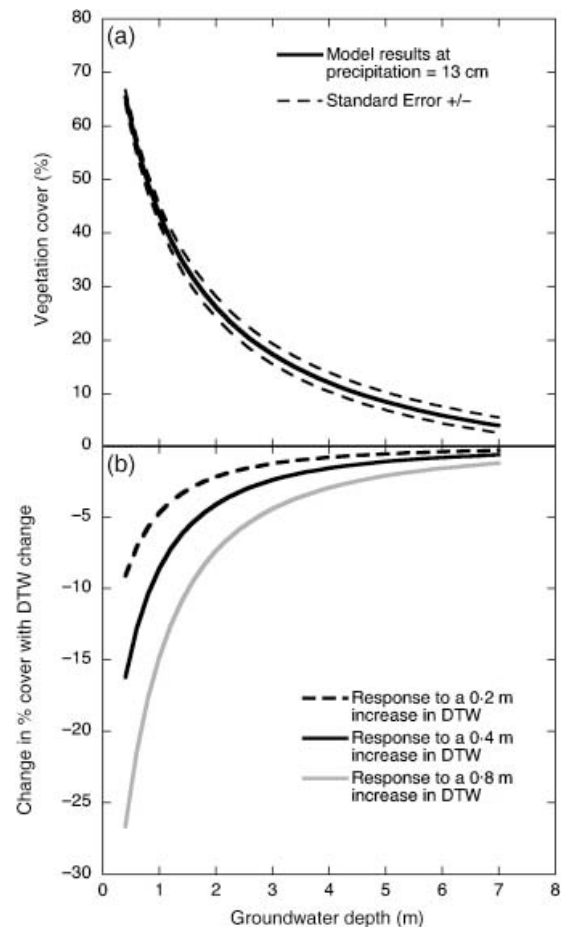 80
(a)
Model results at
precipitation = 13 cm
Standard Error +/−
70
60
50
40
30
20
10
0
Vegetation cover (%)
(b)
−5
−10
−15
−20
−25
−30
Change in % cover with DTW change
Response to a 0·2 m
increase in DTW
Response to a 0·4 m
increase in DTW
Response to a 0·8 m
increase in DTW
0 1 2 3 4 5 6 7 8
Groundwater depth (m)